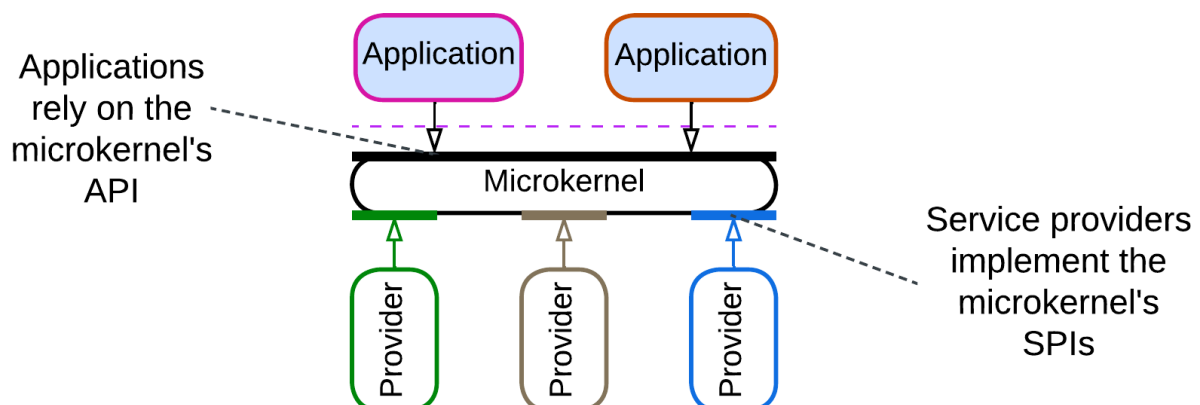 Application
Application
Applications
rely on the
microkernel's
API
Microkernel
Service providers
implement the
microkernel's
SPIs
Provider
Provider
Provider